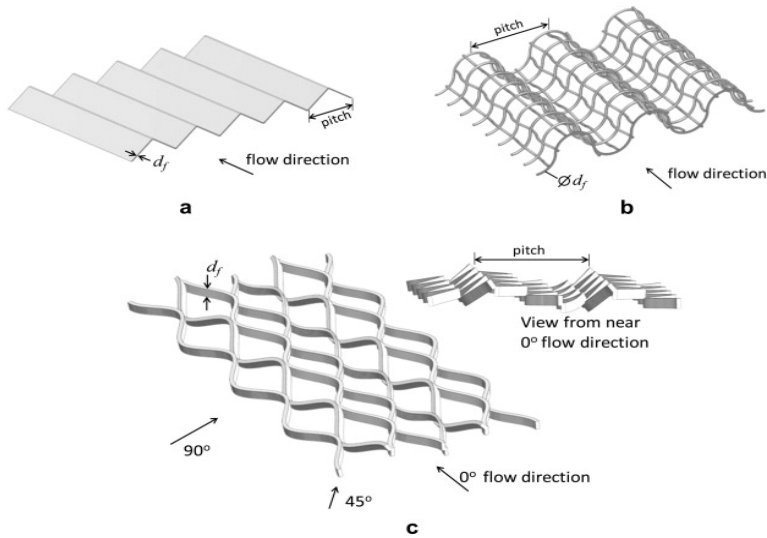 pitch
d_f
flow direction
a
pitch
Ø d_f
flow direction
b
d_f
pitch
View from near
0° flow direction
90°
45°
0° flow direction
c